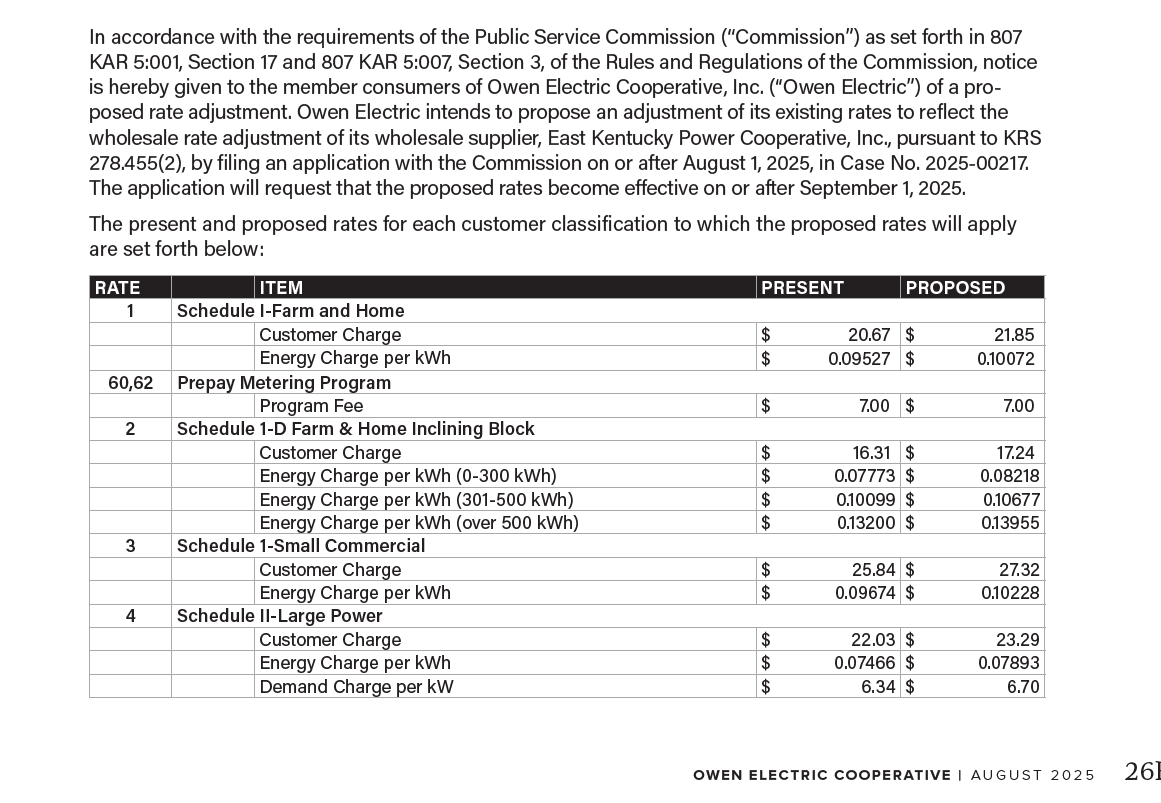 In accordance with the requirements of the Public Service Commission (“Commission”) as set forth in 807
KAR 5:001, Section 17 and 807 KAR 5:007, Section 3, of the Rules and Regulations of the Commission, notice
is hereby given to the member consumers of Owen Electric Cooperative, Inc. (“Owen Electric”) of a pro-
posed rate adjustment. Owen Electric intends to propose an adjustment of its existing rates to reflect the
wholesale rate adjustment of its wholesale supplier, East Kentucky Power Cooperative, Inc., pursuant to KRS
278.455(2), by filing an application with the Commission on or after August 1, 2025, in Case No. 2025-00217.
The application will request that the proposed rates become effective on or after September 1, 2025.
The present and proposed rates for each customer classification to which the proposed rates will apply
are set forth below:
RATE ITEM PRESENT PROPOSED
1 Schedule I-Farm and Home
Customer Charge $ 20.67 $ 21.85
Energy Charge per kWh $ 0.09527 $ 0.10072
60,62 Prepay Metering Program
Program Fee $ 7.00 $ 7.00
2 Schedule 1-D Farm & Home Inclining Block
Customer Charge $ 16.31 $ 17.24
Energy Charge per kWh (0-300 kWh) $ 0.07773 $ 0.08218
Energy Charge per kWh (301-500 kWh) $ 0.10099 $ 0.10677
Energy Charge per kWh (over 500 kWh) $ 0.13200 $ 0.13955
3 Schedule 1-Small Commercial
Customer Charge $ 25.84 $ 27.32
Energy Charge per kWh $ 0.09674 $ 0.10228
4 Schedule II-Large Power
Customer Charge $ 22.03 $ 23.29
Energy Charge per kWh $ 0.07466 $ 0.07893
Demand Charge per kW $ 6.34 $ 6.70
OWEN ELECTRIC COOPERATIVE | AUGUST 2025 26